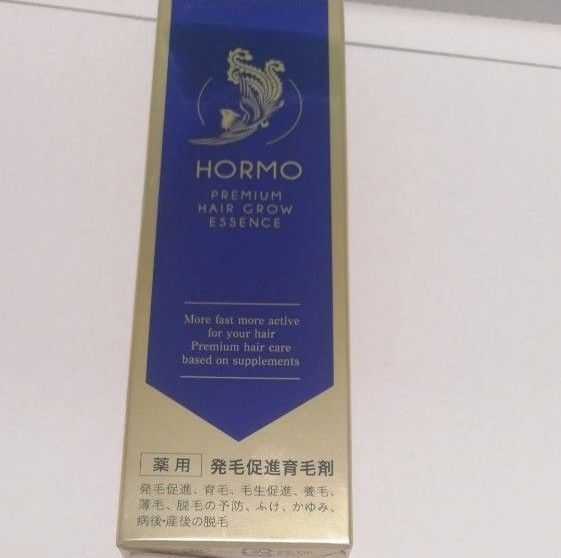 HORMO
PREMIUM
HAIR GROW
ESSENCE
More fast more active
for your hair
Premium hair care
based on supplements
薬用 発毛促進育毛剤
発毛促進、育毛、毛生促進、養毛、
薄毛、脱毛の予防、ふけ、かゆみ、
病後・産後の脱毛